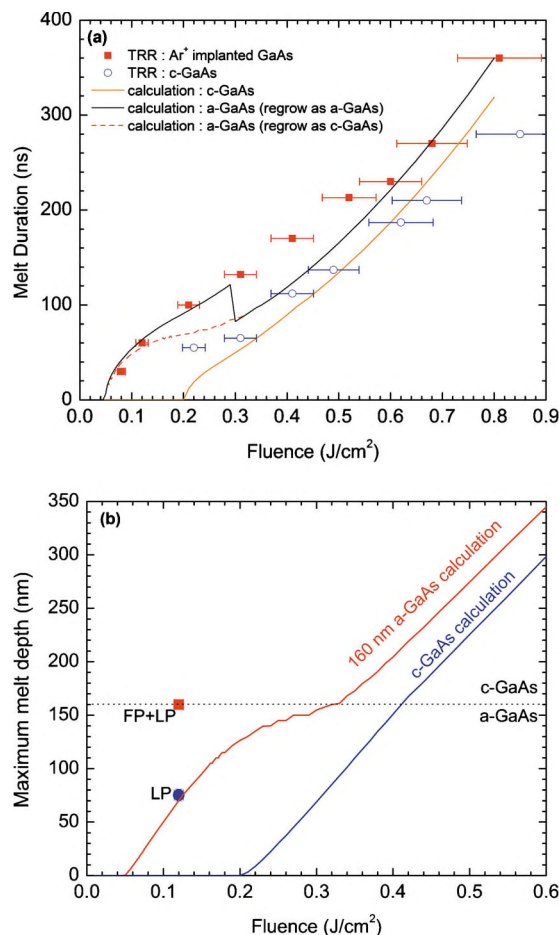 (a)
TRR : Ar+ implanted GaAs
TRR : c-GaAs
calculation : c-GaAs
calculation : a-GaAs (regrow as a-GaAs)
calculation : a-GaAs (regrow as c-GaAs)
400
300
200
100
0
Melt Duration (ns)
0.0 0.1 0.2 0.3 0.4 0.5 0.6 0.7 0.8 0.9
Fluence (J/cm²)
(b)
350
300
250
200
150
100
50
0
Maximum melt depth (nm)
160 nm a-GaAs calculation
c-GaAs calculation
c-GaAs
a-GaAs
FP+LP
LP
0.0 0.1 0.2 0.3 0.4 0.5 0.6
Fluence (J/cm²)